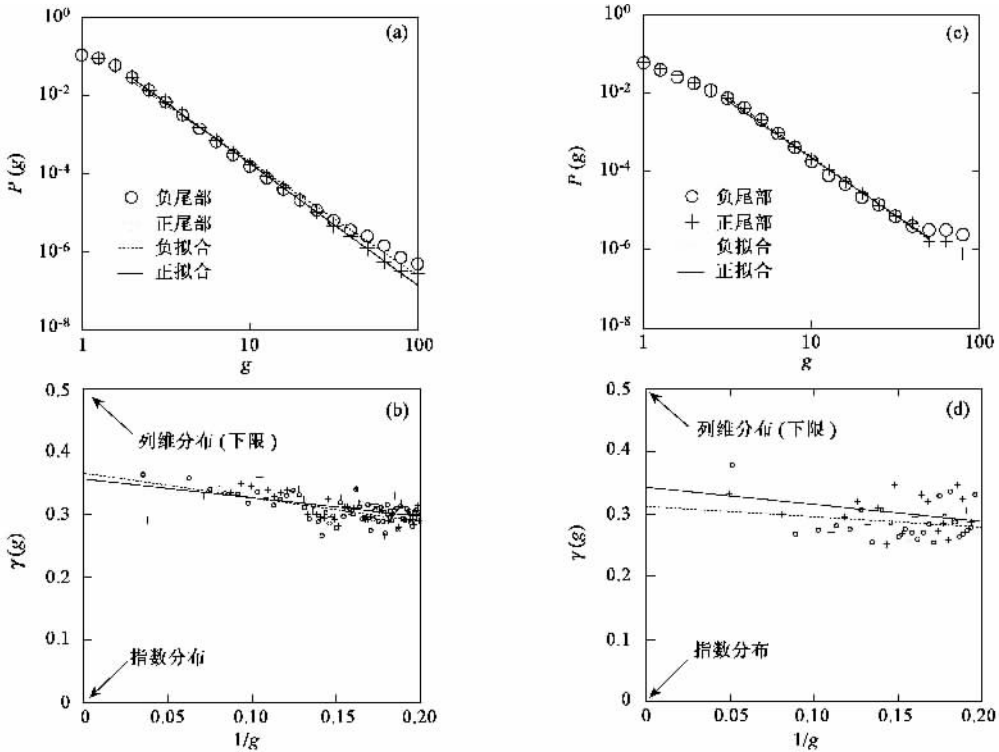 (a)
10⁰
10⁻²
10⁻⁴
10⁻⁶
10⁻⁸
P(g)
负尾部
正尾部
负拟合
正拟合
1
10
100
g
(c)
10⁰
10⁻²
10⁻⁴
10⁻⁶
10⁻⁸
P(g)
负尾部
正尾部
负拟合
正拟合
1
10
100
g
(b)
0.5
0.4
0.3
0.2
0.1
0
γ(g)
列维分布(下限)
指数分布
0
0.05
0.10
0.15
0.20
1/g
(d)
0.5
0.4
0.3
0.2
0.1
0
γ(g)
列维分布(下限)
指数分布
0
0.05
0.10
0.15
0.20
1/g